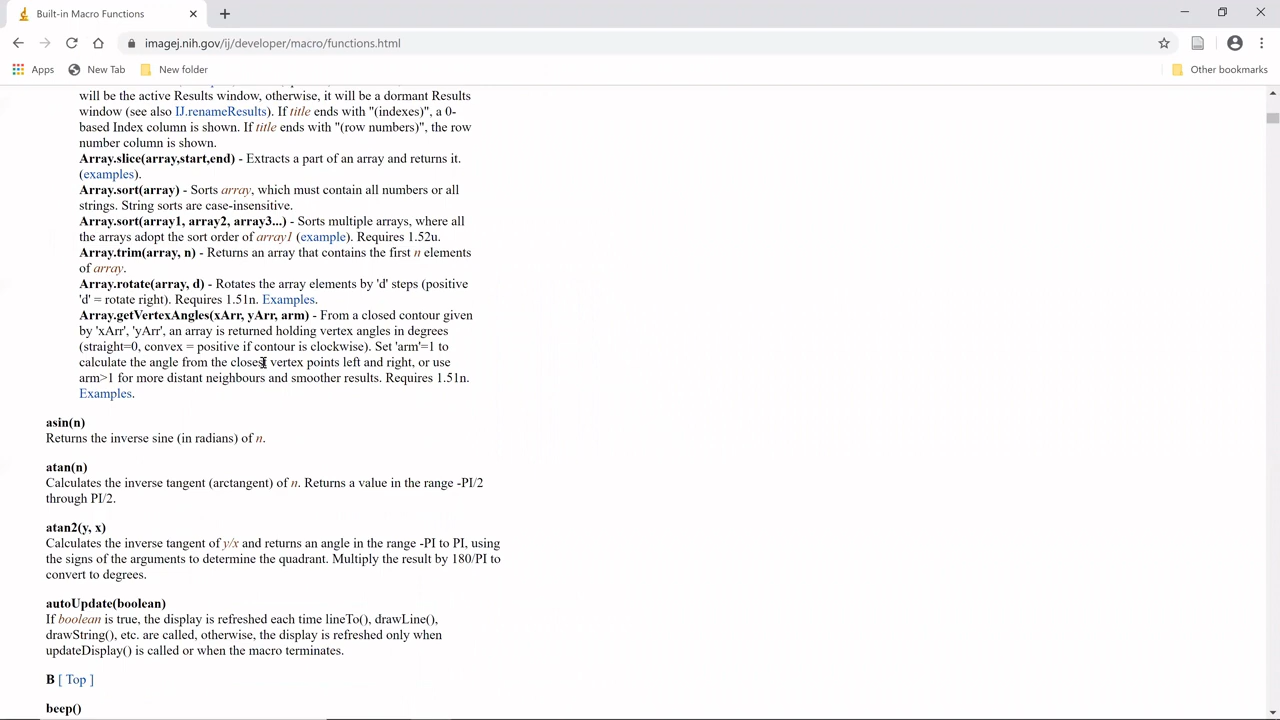 Built-in Macro Functions
imagej.nih.gov/ij/developer/macro/functions.html
Apps New Tab New folder Other bookmarks
will be the active Results window, otherwise, it will be a dormant Results
window (see also IJ.renameResults). If title ends with "(indexes)", a 0-
based Index column is shown. If title ends with "(row numbers)", the row
number column is shown.
Array.slice(array,start,end) - Extracts a part of an array and returns it.
(examples).
Array.sort(array) - Sorts array, which must contain all numbers or all
strings. String sorts are case-insensitive.
Array.sort(array1, array2, array3...) - Sorts multiple arrays, where all
the arrays adopt the sort order of array1 (example). Requires 1.52u.
Array.trim(array, n) - Returns an array that contains the first n elements
of array.
Array.rotate(array, d) - Rotates the array elements by 'd' steps (positive
'd' = rotate right). Requires 1.51n. Examples.
Array.getVertexAngles(xArr, yArr, arm) - From a closed contour given
by 'xArr', 'yArr', an array is returned holding vertex angles in degrees
(straight=0, convex = positive if contour is clockwise). Set 'arm'=1 to
calculate the angle from the closest vertex points left and right, or use
arm>1 for more distant neighbours and smoother results. Requires 1.51n.
Examples.
asin(n)
Returns the inverse sine (in radians) of n.
atan(n)
Calculates the inverse tangent (arctangent) of n. Returns a value in the range -PI/2
through PI/2.
atan2(y, x)
Calculates the inverse tangent of y/x and returns an angle in the range -PI to PI, using
the signs of the arguments to determine the quadrant. Multiply the result by 180/PI to
convert to degrees.
autoUpdate(boolean)
If boolean is true, the display is refreshed each time lineTo(), drawLine(),
drawString(), etc. are called, otherwise, the display is refreshed only when
updateDisplay() is called or when the macro terminates.
B [ Top ]
beep()